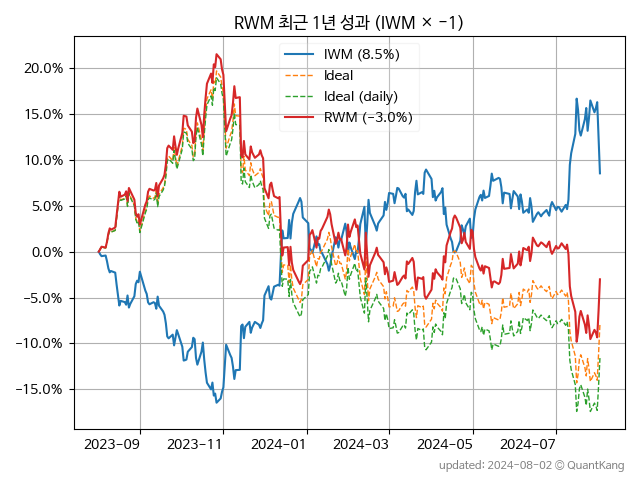 RWM 최근 1년 성과 (IWM × −1)
IWM (8.5%)
Ideal
Ideal (daily)
RWM (−3.0%)
20.0%
15.0%
10.0%
5.0%
0.0%
−5.0%
−10.0%
−15.0%
2023-09 2023-11 2024-01 2024-03 2024-05 2024-07
updated: 2024-08-02 © QuantKang